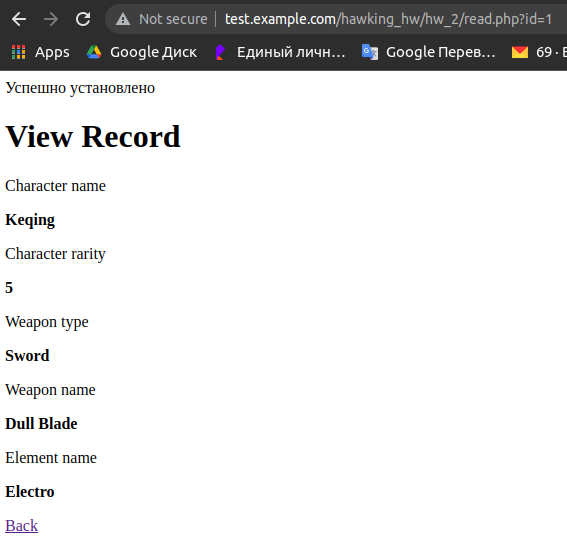 Not secure | test.example.com/hawking_hw/hw_2/read.php?id=1
Apps Google Диск Единый личн… Google Перев… 69 · Е
Успешно установлено
View Record
Character name
Keqing
Character rarity
5
Weapon type
Sword
Weapon name
Dull Blade
Element name
Electro
Back